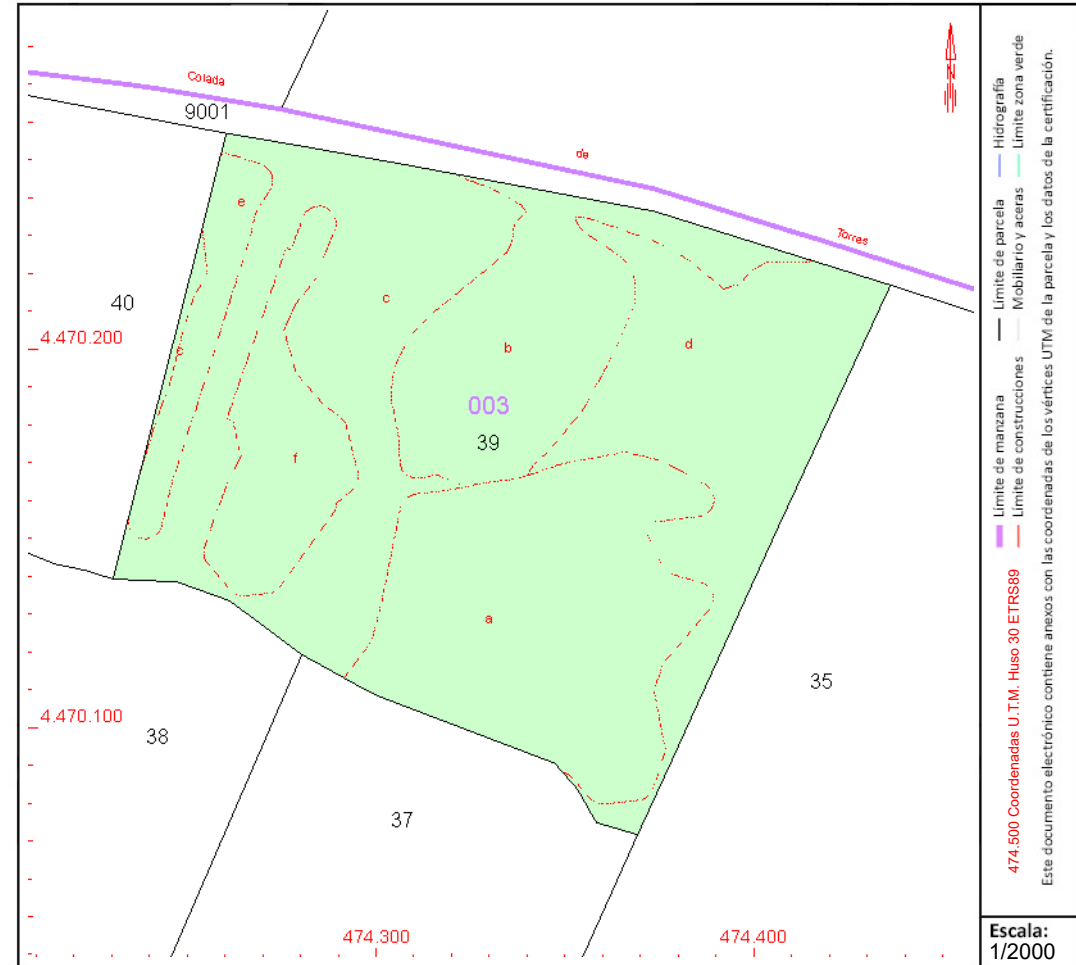 Colada
9001
de
Torres
e
40
c
4.470.200
c
b
d
003
39
f
a
35
4.470.100
38
37
474.300
474.400
N
Límite de manzana
Límite de parcela
Hidrografía
Límite de construcciones
Mobiliario y aceras
Límite zona verde
474.500 Coordenadas U.T.M. Huso 30 ETRS89
Este documento electrónico contiene anexos con las coordenadas de los vértices UTM de la parcela y los datos de la certificación.
Escala:
1/2000